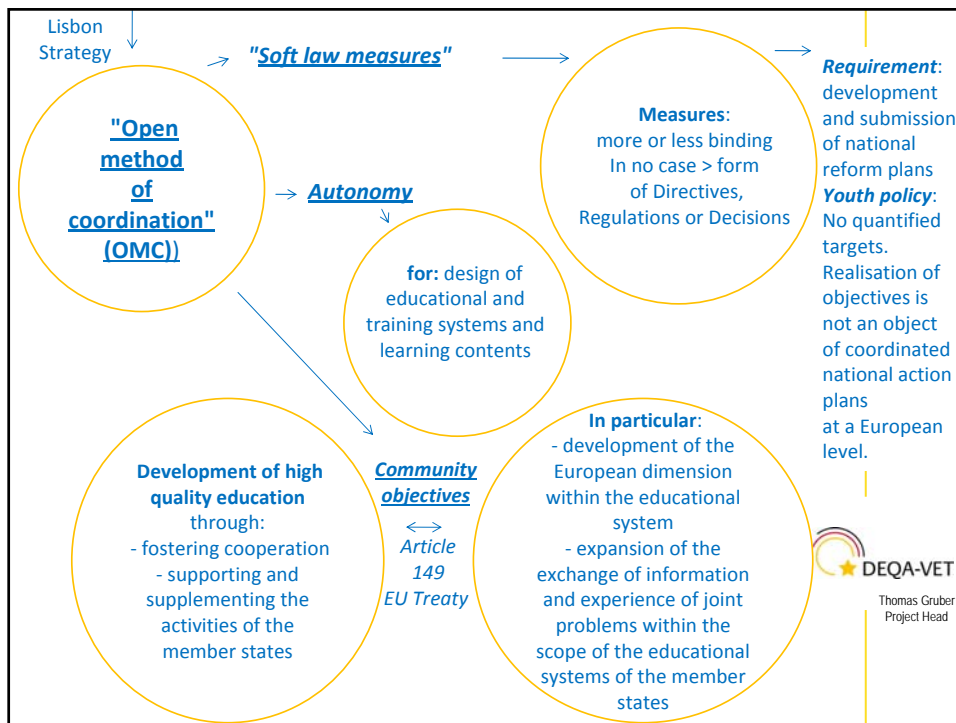 Lisbon
Strategy
"Soft law measures"
"Open
method
of
coordination"
(OMC))
Autonomy
Measures:
more or less binding
In no case > form
of Directives,
Regulations or Decisions
Requirement:
development
and submission
of national
reform plans
Youth policy:
No quantified
targets.
Realisation of
objectives is
not an object
of coordinated
national action
plans
at a European
level.
for: design of
educational and
training systems and
learning contents
Development of high
quality education
through:
- fostering cooperation
- supporting and
supplementing the
activities of the
member states
Community
objectives
Article
149
EU Treaty
In particular:
- development of the
European dimension
within the educational
system
- expansion of the
exchange of information
and experience of joint
problems within the
scope of the educational
systems of the member
states
DEQA-VET
Thomas Gruber
Project Head